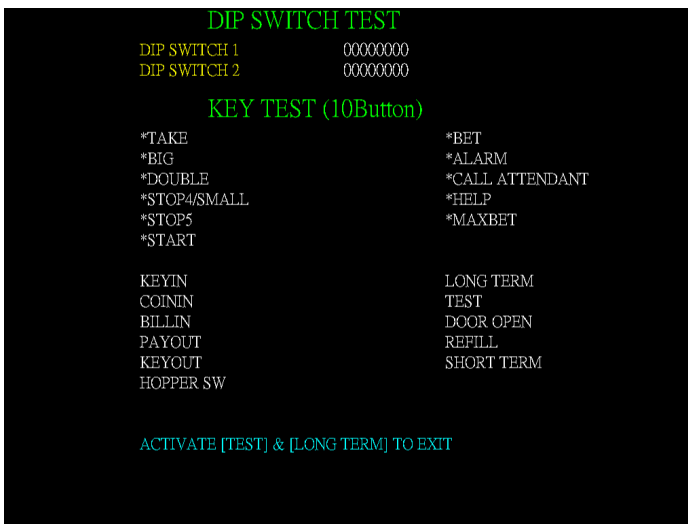 DIP SWITCH TEST
DIP SWITCH 1 00000000
DIP SWITCH 2 00000000
KEY TEST (10Button)
*TAKE *BET
*BIG *ALARM
*DOUBLE *CALL ATTENDANT
*STOP4/SMALL *HELP
*STOP5 *MAXBET
*START
KEYIN LONG TERM
COININ TEST
BILLIN DOOR OPEN
PAYOUT REFILL
KEYOUT SHORT TERM
HOPPER SW
ACTIVATE [TEST] & [LONG TERM] TO EXIT